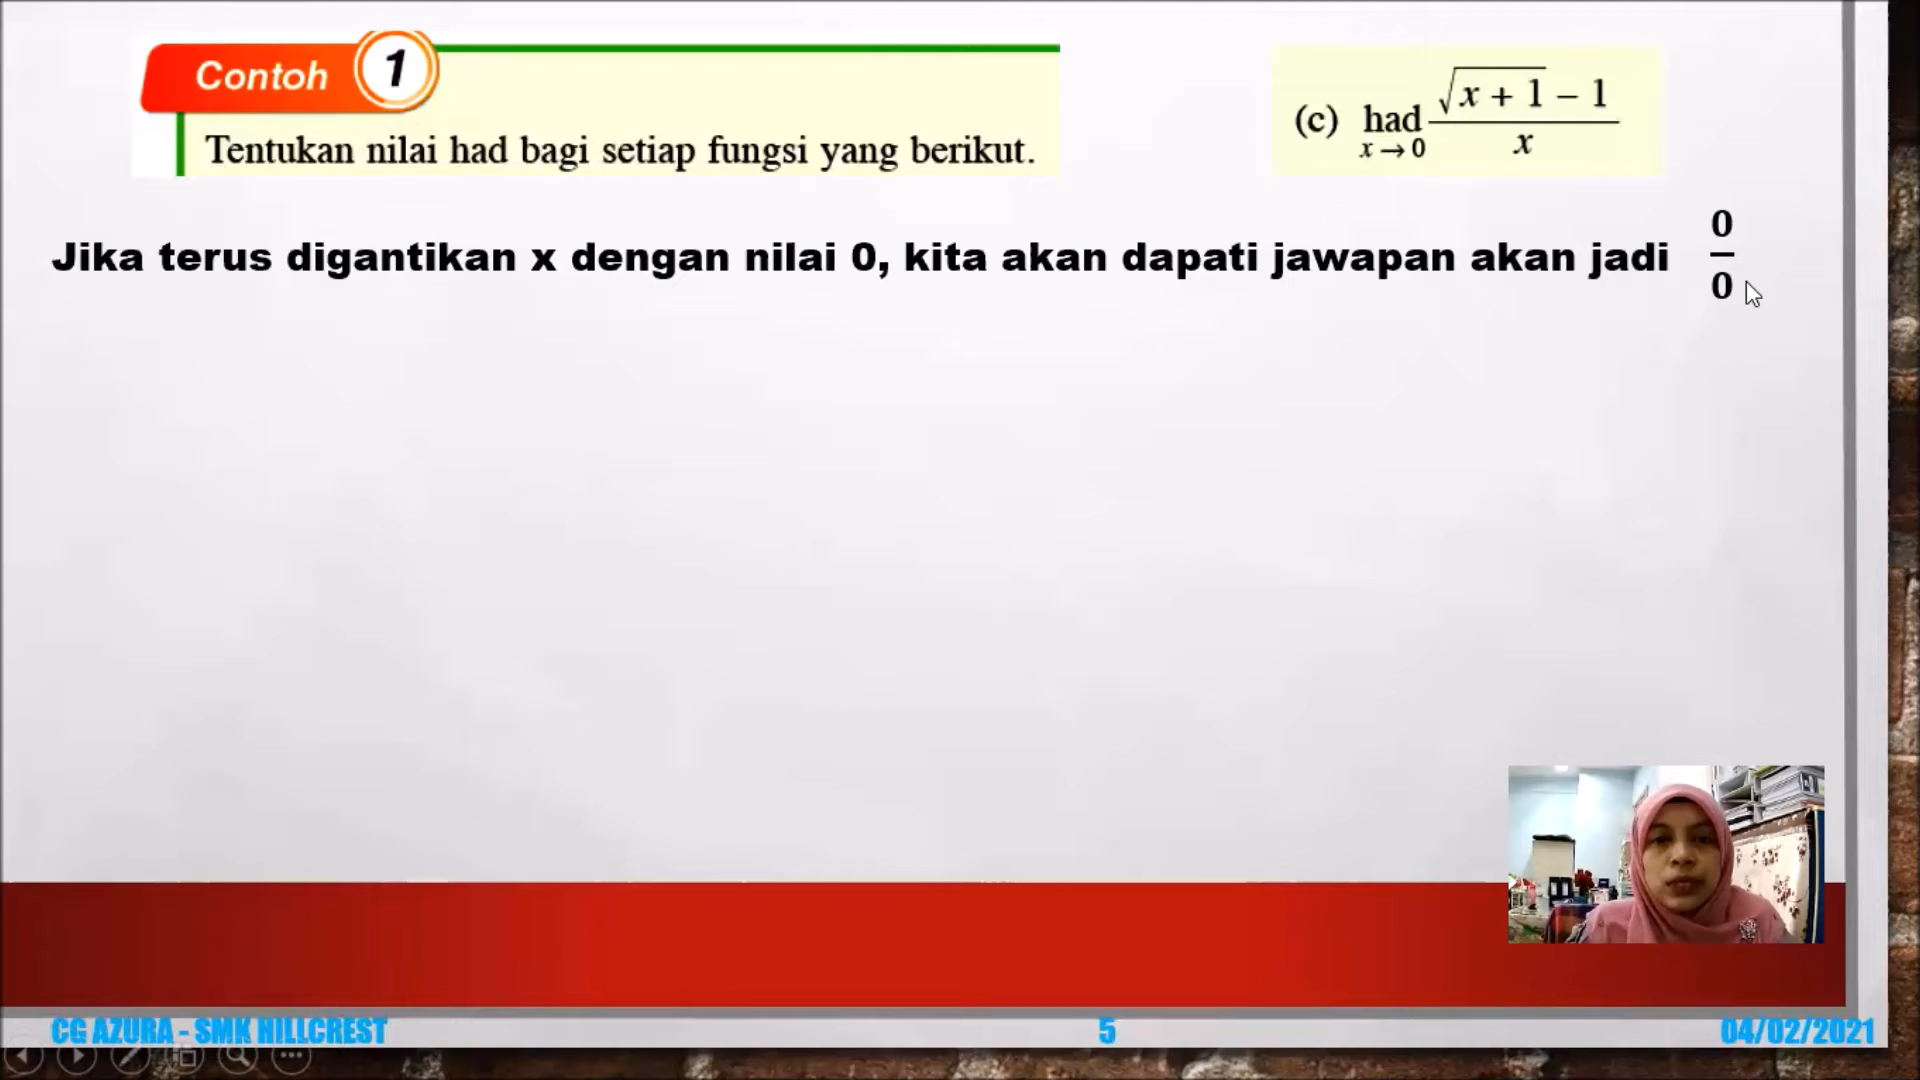 Contoh 1
Tentukan nilai had bagi setiap fungsi yang berikut.
(c) had x → 0 √(x + 1) – 1 / x
Jika terus digantikan x dengan nilai 0, kita akan dapati jawapan akan jadi 0/0
CG AZURA - SMK HILLCREST
5
04/02/2021